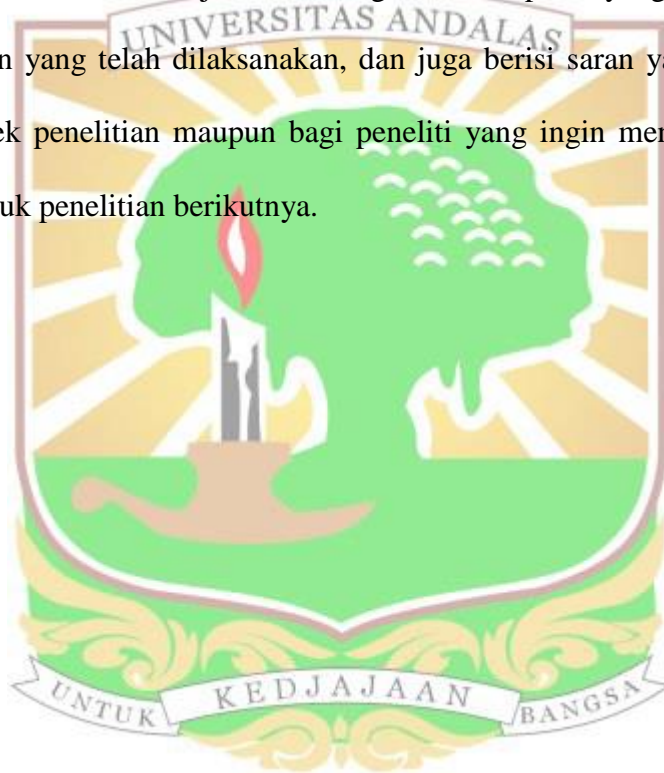 UNIVERSITAS ANDALAS
n yang telah dilaksanakan, dan juga berisi saran ya
ek penelitian maupun bagi peneliti yang ingin mer
uk penelitian berikutnya.
UNTUK KEDJAJAAN BANGSA